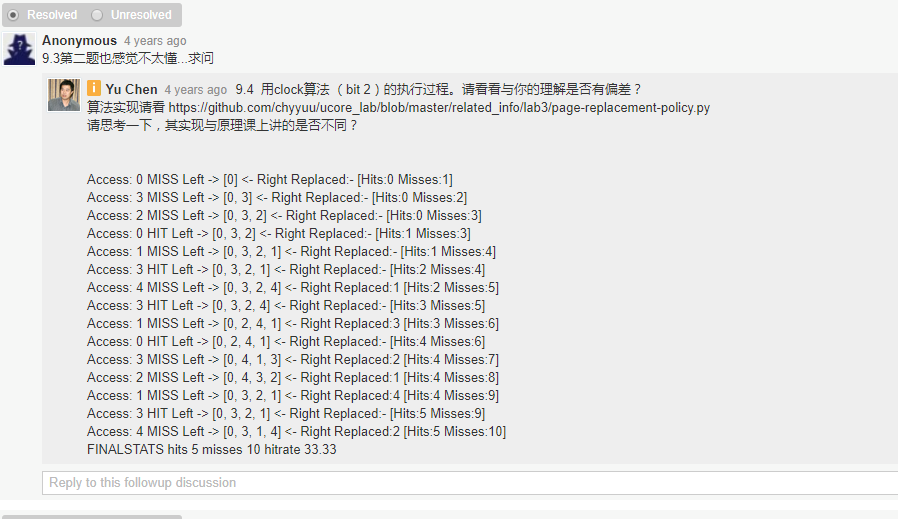 Resolved Unresolved
Anonymous 4 years ago
9.3第二题也感觉不太懂...求问
i Yu Chen 4 years ago 9.4 用clock算法 （ bit 2 ）的执行过程。请看看与你的理解是否有偏差？
算法实现请看 https://github.com/chyyuu/ucore_lab/blob/master/related_info/lab3/page-replacement-policy.py
请思考一下，其实现与原理课上讲的是否不同？
Access: 0 MISS Left -> [0] <- Right Replaced:- [Hits:0 Misses:1]
Access: 3 MISS Left -> [0, 3] <- Right Replaced:- [Hits:0 Misses:2]
Access: 2 MISS Left -> [0, 3, 2] <- Right Replaced:- [Hits:0 Misses:3]
Access: 0 HIT Left -> [0, 3, 2] <- Right Replaced:- [Hits:1 Misses:3]
Access: 1 MISS Left -> [0, 3, 2, 1] <- Right Replaced:- [Hits:1 Misses:4]
Access: 3 HIT Left -> [0, 3, 2, 1] <- Right Replaced:- [Hits:2 Misses:4]
Access: 4 MISS Left -> [0, 3, 2, 4] <- Right Replaced:1 [Hits:2 Misses:5]
Access: 3 HIT Left -> [0, 3, 2, 4] <- Right Replaced:- [Hits:3 Misses:5]
Access: 1 MISS Left -> [0, 2, 4, 1] <- Right Replaced:3 [Hits:3 Misses:6]
Access: 0 HIT Left -> [0, 2, 4, 1] <- Right Replaced:- [Hits:4 Misses:6]
Access: 3 MISS Left -> [0, 4, 1, 3] <- Right Replaced:2 [Hits:4 Misses:7]
Access: 2 MISS Left -> [0, 4, 3, 2] <- Right Replaced:1 [Hits:4 Misses:8]
Access: 1 MISS Left -> [0, 3, 2, 1] <- Right Replaced:4 [Hits:4 Misses:9]
Access: 3 HIT Left -> [0, 3, 2, 1] <- Right Replaced:- [Hits:5 Misses:9]
Access: 4 MISS Left -> [0, 3, 1, 4] <- Right Replaced:2 [Hits:5 Misses:10]
FINALSTATS hits 5 misses 10 hitrate 33.33
Reply to this followup discussion